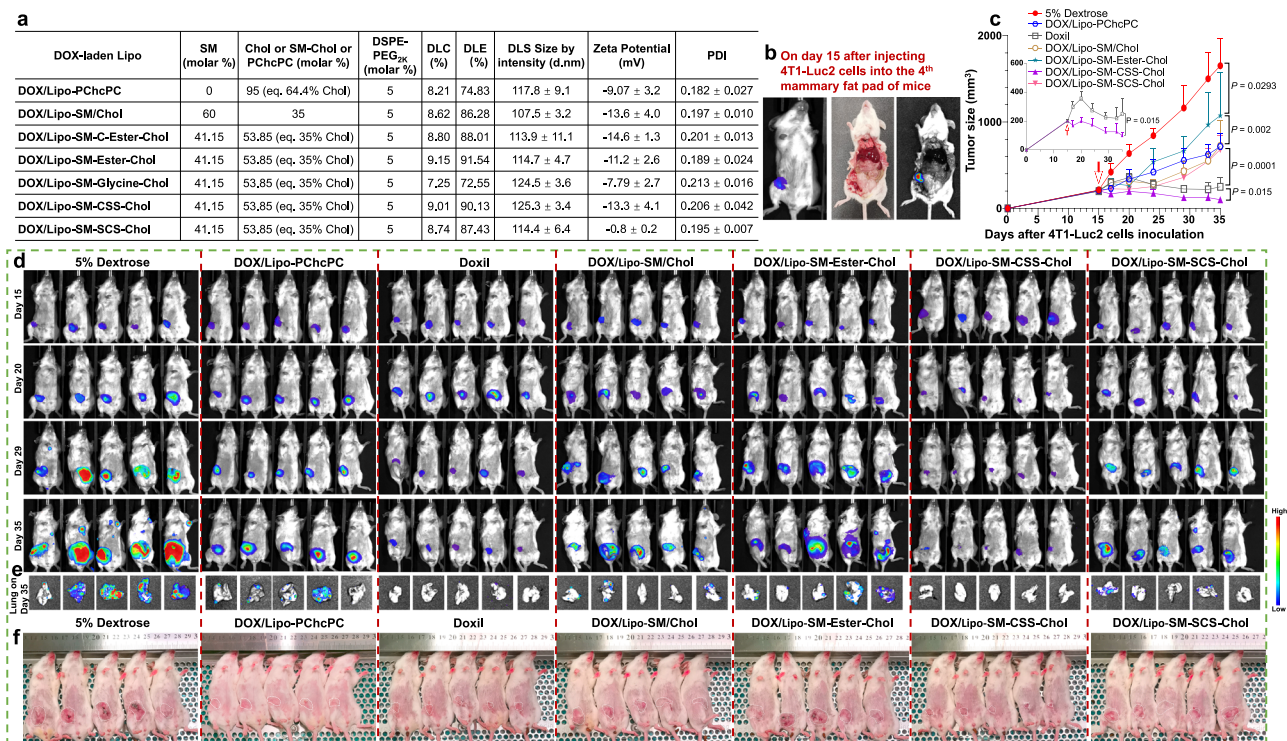 a
DOX-laden Lipo
SM
(molar %)
Chol or SM-Chol or
PChcPC (molar %)
DSPE-
PEG2K
(molar %)
DLC
(%)
DLE
(%)
DLS Size by
intensity (d.nm)
Zeta Potential
(mV)
PDI
DOX/Lipo-PChcPC 0 95 (eq. 64.4% Chol) 5 8.21 74.83 117.8 ± 9.1 -9.07 ± 3.2 0.182 ± 0.027
DOX/Lipo-SM/Chol 60 35 5 8.62 86.28 107.5 ± 3.2 -13.6 ± 4.0 0.197 ± 0.010
DOX/Lipo-SM-C-Ester-Chol 41.15 53.85 (eq. 35% Chol) 5 8.80 88.01 113.9 ± 11.1 -14.6 ± 1.3 0.201 ± 0.013
DOX/Lipo-SM-Ester-Chol 41.15 53.85 (eq. 35% Chol) 5 9.15 91.54 114.7 ± 4.7 -11.2 ± 2.6 0.189 ± 0.024
DOX/Lipo-SM-Glycine-Chol 41.15 53.85 (eq. 35% Chol) 5 7.25 72.55 124.5 ± 3.6 -7.79 ± 2.7 0.213 ± 0.016
DOX/Lipo-SM-CSS-Chol 41.15 53.85 (eq. 35% Chol) 5 9.01 90.13 125.3 ± 3.4 -13.3 ± 4.1 0.206 ± 0.042
DOX/Lipo-SM-SCS-Chol 41.15 53.85 (eq. 35% Chol) 5 8.74 87.43 114.4 ± 6.4 -0.8 ± 0.2 0.195 ± 0.007
b
On day 15 after injecting
4T1-Luc2 cells into the 4th
mammary fat pad of mice
c
5% Dextrose
DOX/Lipo-PChcPC
Doxil
DOX/Lipo-SM/Chol
DOX/Lipo-SM-Ester-Chol
DOX/Lipo-SM-CSS-Chol
DOX/Lipo-SM-SCS-Chol
Tumor size (mm3)
2000
1600
1200
800
400
0
600
400
200
0
0 10 20 30
P = 0.015
P = 0.0293
P = 0.002
P = 0.0001
P = 0.015
0 5 10 15 20 25 30 35
Days after 4T1-Luc2 cells inoculation
d
5% Dextrose DOX/Lipo-PChcPC Doxil DOX/Lipo-SM/Chol DOX/Lipo-SM-Ester-Chol DOX/Lipo-SM-CSS-Chol DOX/Lipo-SM-SCS-Chol
Day 15
Day 20
Day 29
Day 35
High
Low
e
Lung on
Day 35
5% Dextrose DOX/Lipo-PChcPC Doxil DOX/Lipo-SM/Chol DOX/Lipo-SM-Ester-Chol DOX/Lipo-SM-CSS-Chol DOX/Lipo-SM-SCS-Chol
f